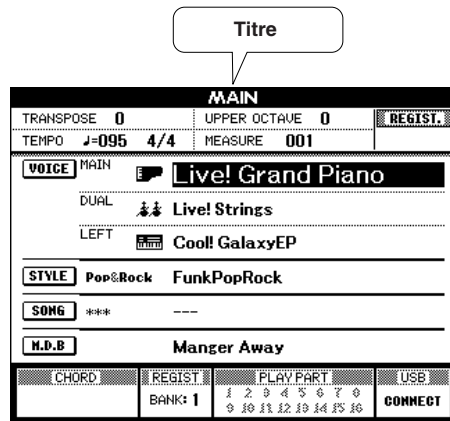 Titre
MAIN
TRANSPOSE 0 UPPER OCTAVE 0 REGIST.
TEMPO ♩=095 4/4 MEASURE 001
VOICE MAIN Live! Grand Piano
DUAL Live! Strings
LEFT Cool! GalaxyEP
STYLE Pop&Rock FunkPopRock
SONG *** ---
M.D.B Manger Away
CHORD REGIST PLAY PART USB
BANK: 1 1 2 3 4 5 6 7 8 CONNECT
9 10 11 12 13 14 15 16